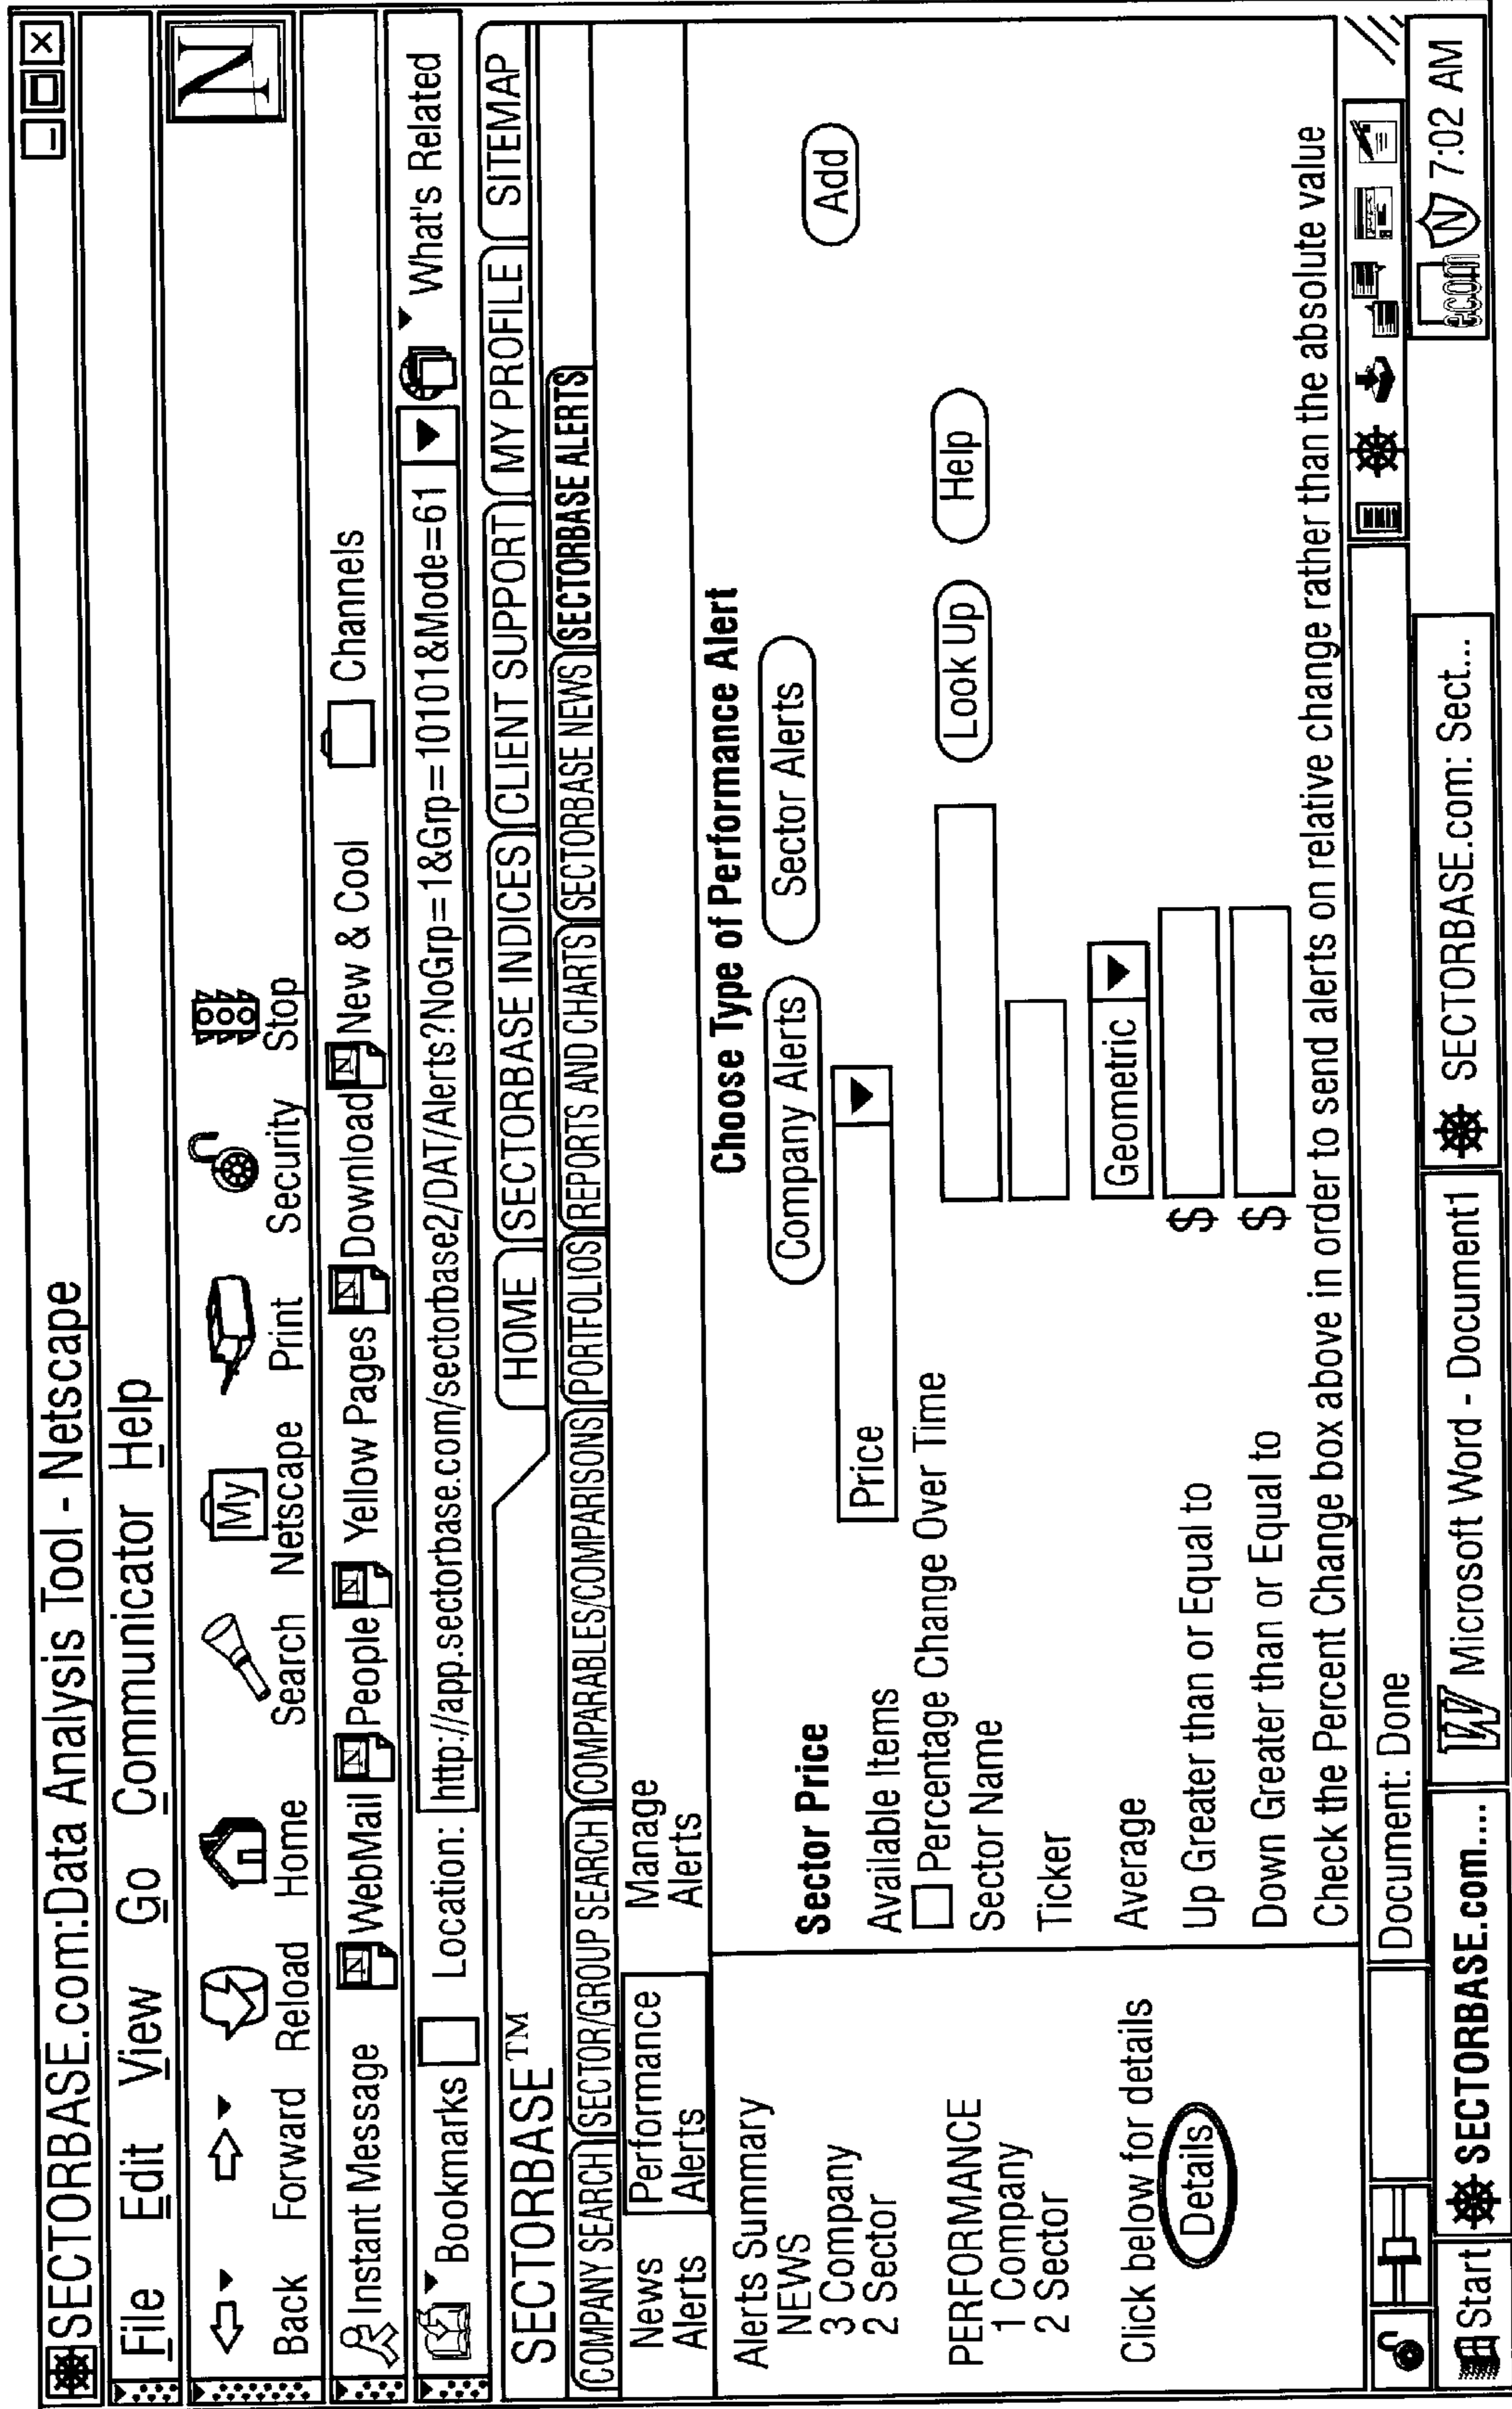 SECTORBASE.com:Data Analysis Tool - Netscape
File Edit View Go Communicator Help
Back Forward Reload Home Search Netscape Print Security Stop
My
N
Instant Message WebMail People Yellow Pages Download New & Cool Channels
Bookmarks Location: http://app.sectorbase.com/sectorbase2/DAT/Alerts?NoGrp=1&Grp=10101&Mode=61 What's Related
SECTORBASE™ HOME SECTORBASE INDICES CLIENT SUPPORT MY PROFILE SITEMAP
COMPANY SEARCH SECTOR/GROUP SEARCH COMPARABLES/COMPARISONS PORTFOLIOS REPORTS AND CHARTS SECTORBASE NEWS SECTORBASE ALERTS
News Alerts
Performance Alerts
Manage Alerts
Alerts Summary
NEWS
3 Company
2 Sector
PERFORMANCE
1 Company
2 Sector
Click below for details
Details
Choose Type of Performance Alert
Company Alerts Sector Alerts
Sector Price Add
Available Items Price
Percentage Change Over Time
Sector Name Look Up Help
Ticker
Average Geometric
Up Greater than or Equal to $
Down Greater than or Equal to $
Check the Percent Change box above in order to send alerts on relative change rather than the absolute value
Document: Done
Start SECTORBASE.com.... Microsoft Word - Document1 SECTORBASE.com: Sect... ecom N 7:02 AM